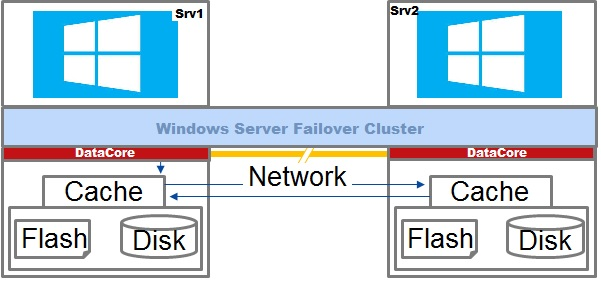 Srv1
Srv2
Windows Server Failover Cluster
DataCore
DataCore
Network
Cache
Cache
Flash
Disk
Flash
Disk